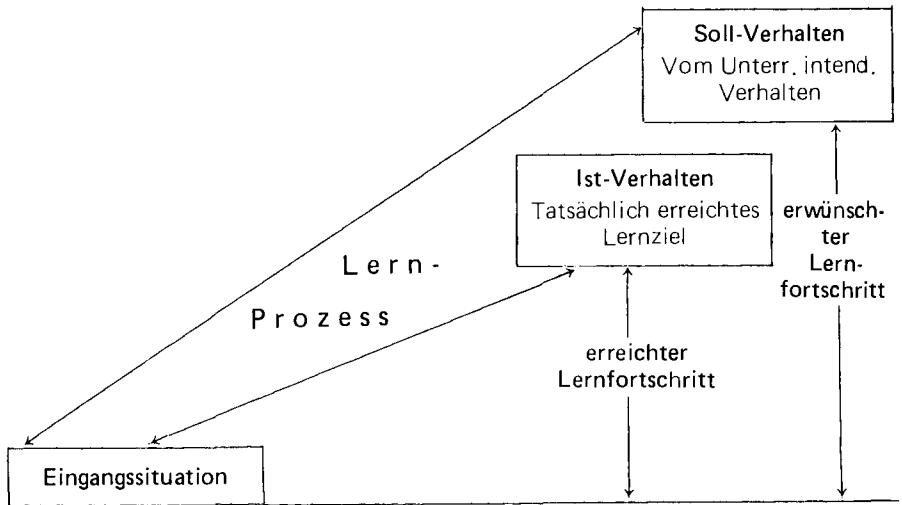 Soll-Verhalten
Vom Unterr. intend.
Verhalten
Ist-Verhalten
Tatsächlich erreichtes
Lernziel
erwünsch-
ter
Lern-
fortschritt
Lern-
Prozess
erreichter
Lernfortschritt
Eingangssituation